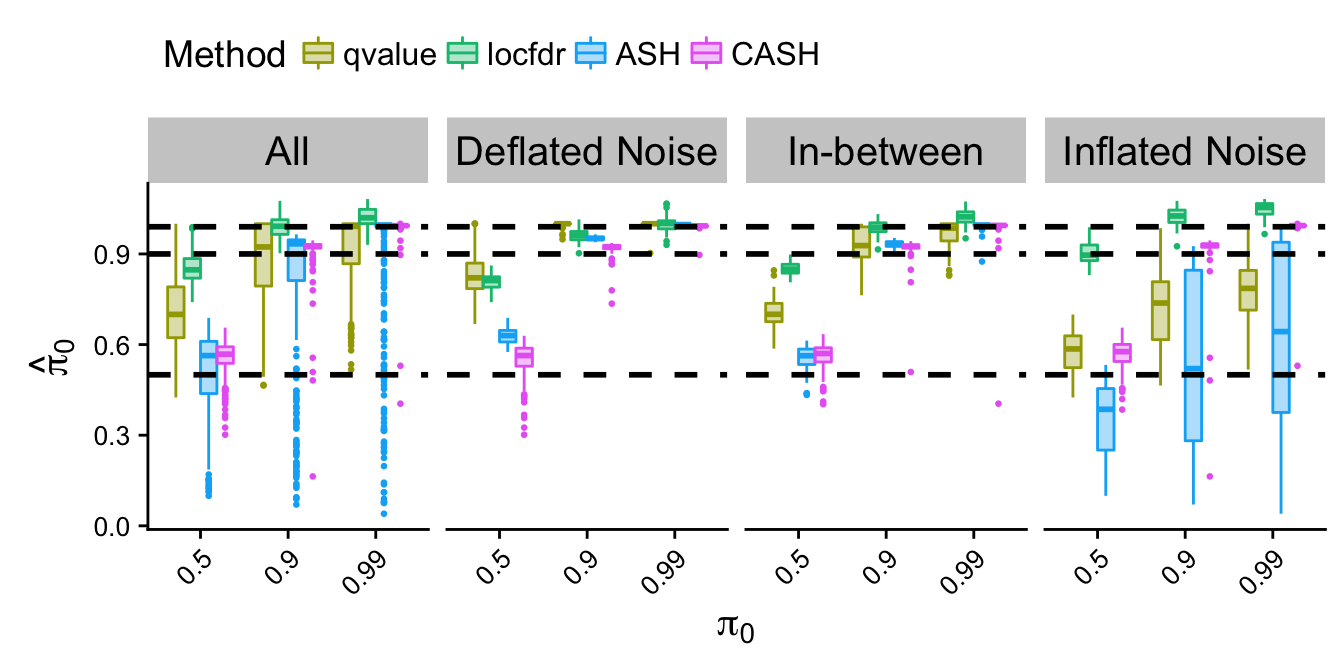 Method qvalue locfdr ASH CASH
All Deflated Noise In-between Inflated Noise
0.9
0.6
0.3
0.0
π̂0
0.5 0.9 0.99 0.5 0.9 0.99 0.5 0.9 0.99 0.5 0.9 0.99
π0